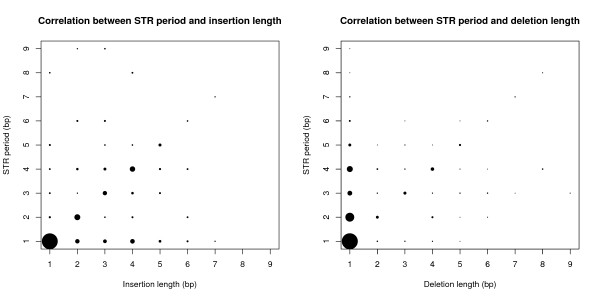 Correlation between STR period and insertion length
STR period (bp)
9
8
7
6
5
4
3
2
1
1 2 3 4 5 6 7 8 9
Insertion length (bp)
Correlation between STR period and deletion length
STR period (bp)
9
8
7
6
5
4
3
2
1
1 2 3 4 5 6 7 8 9
Deletion length (bp)